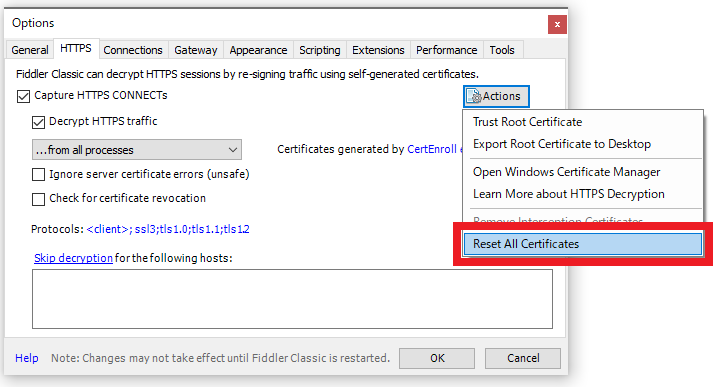 Options
x
General HTTPS Connections Gateway Appearance Scripting Extensions Performance Tools
Fiddler Classic can decrypt HTTPS sessions by re-signing traffic using self-generated certificates.
Capture HTTPS CONNECTs
Actions
Decrypt HTTPS traffic
Trust Root Certificate
Export Root Certificate to Desktop
...from all processes
Certificates generated by CertEnroll
Open Windows Certificate Manager
Ignore server certificate errors (unsafe)
Learn More about HTTPS Decryption
Check for certificate revocation
Remove Interception Certificates
Protocols: <client>; ssl3;tls1.0;tls1.1;tls1.2
Reset All Certificates
Skip decryption for the following hosts:
Help Note: Changes may not take effect until Fiddler Classic is restarted. OK Cancel